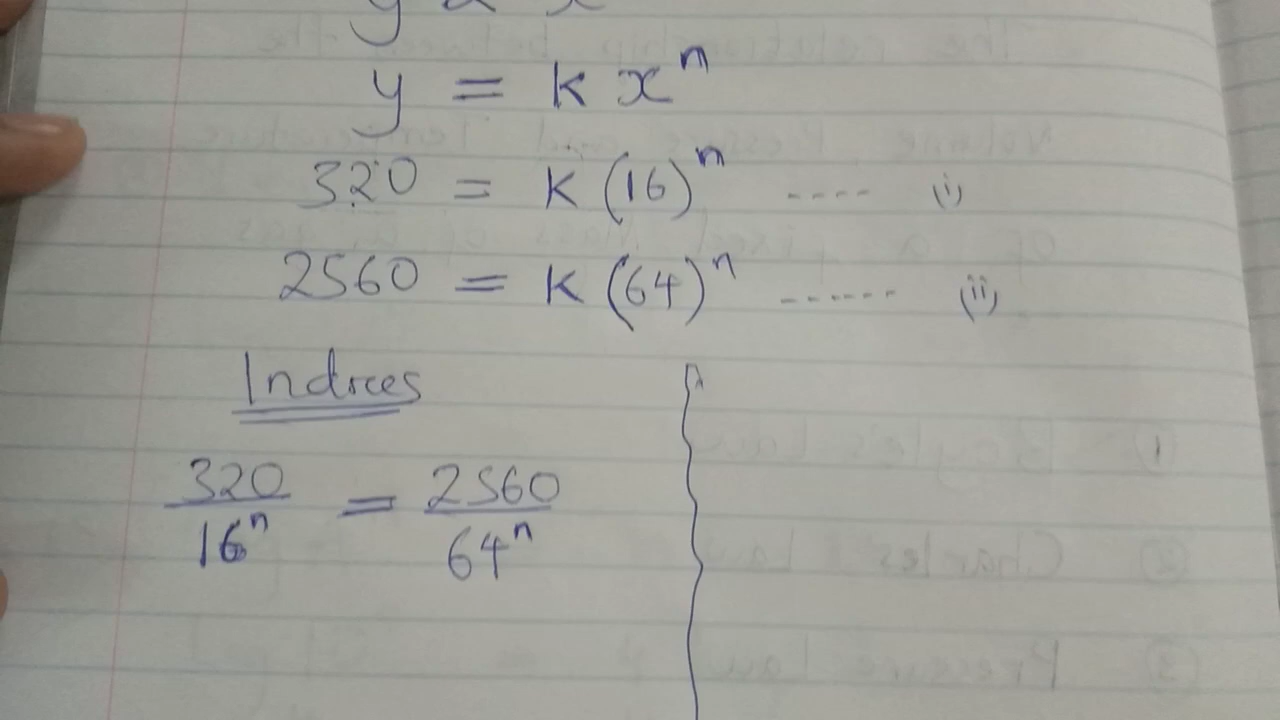 y = k x^n
320 = K (16)^n ---- (i)
2560 = K (64)^n ------ (ii)
Indices
320/16^n = 2560/64^n